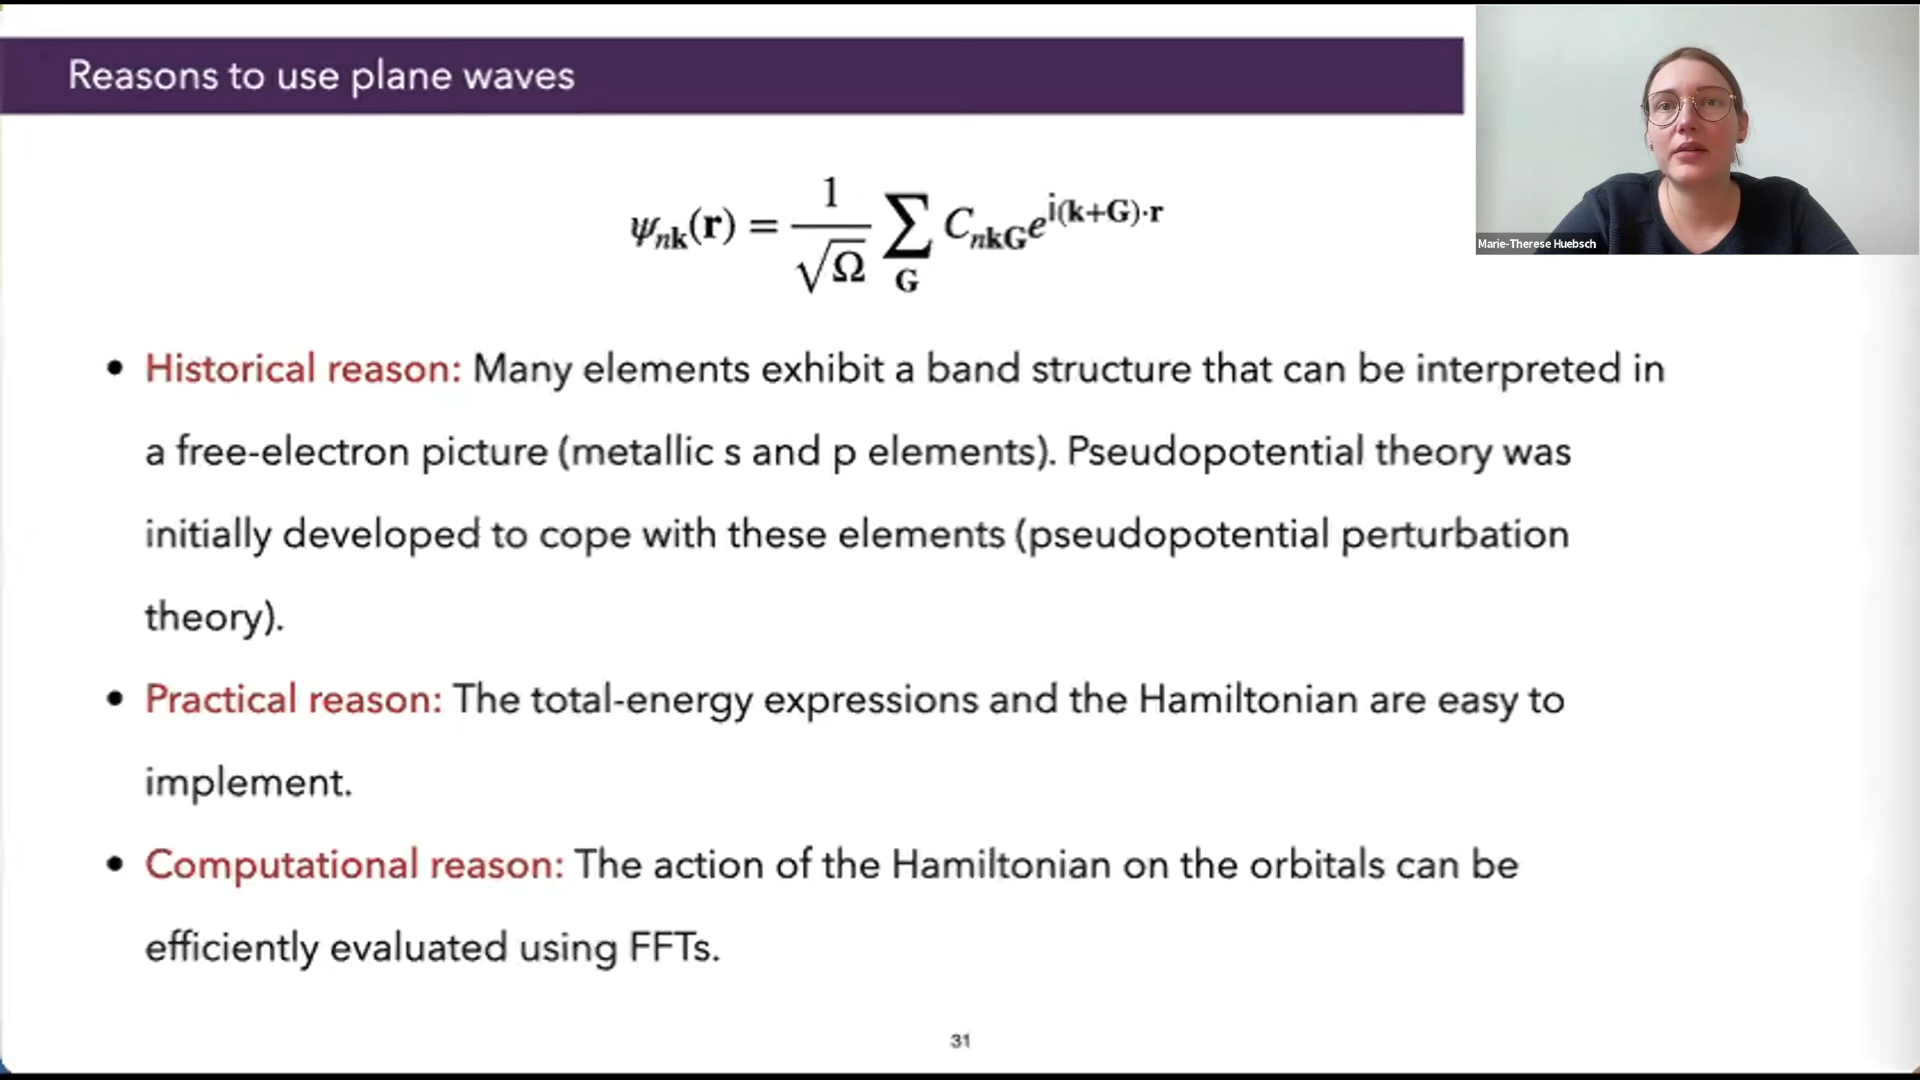 Reasons to use plane waves
Marie-Therese Huebsch
ψₙₖ(r) = 1/√Ω ∑_G CₙₖG e^{i(k+G)·r}
• Historical reason: Many elements exhibit a band structure that can be interpreted in
a free-electron picture (metallic s and p elements). Pseudopotential theory was
initially developed to cope with these elements (pseudopotential perturbation
theory).
• Practical reason: The total-energy expressions and the Hamiltonian are easy to
implement.
• Computational reason: The action of the Hamiltonian on the orbitals can be
efficiently evaluated using FFTs.
31